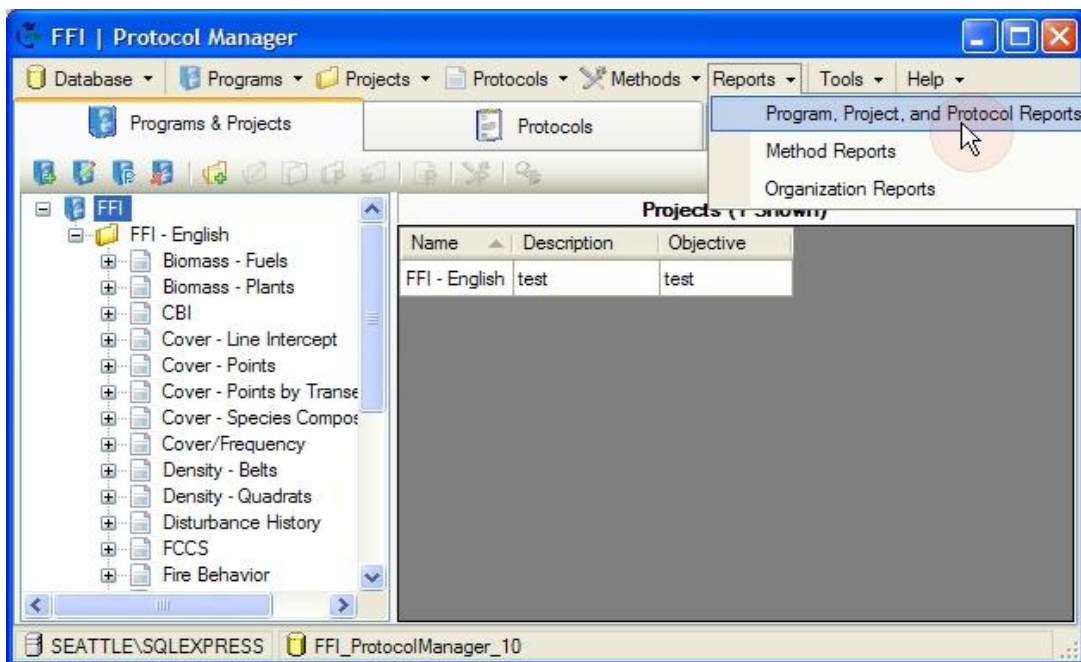 FFI | Protocol Manager
Database Programs Projects Protocols Methods Reports Tools Help
Programs & Projects Protocols
Program, Project, and Protocol Reports
Method Reports
Organization Reports
FFI
Projects (1 Shown)
FFI - English
Name Description Objective
Biomass - Fuels
FFI - English test test
Biomass - Plants
CBI
Cover - Line Intercept
Cover - Points
Cover - Points by Transe
Cover - Species Compos
Cover/Frequency
Density - Belts
Density - Quadrats
Disturbance History
FCCS
Fire Behavior
SEATTLE\SQLEXPRESS FFI_ProtocolManager_10